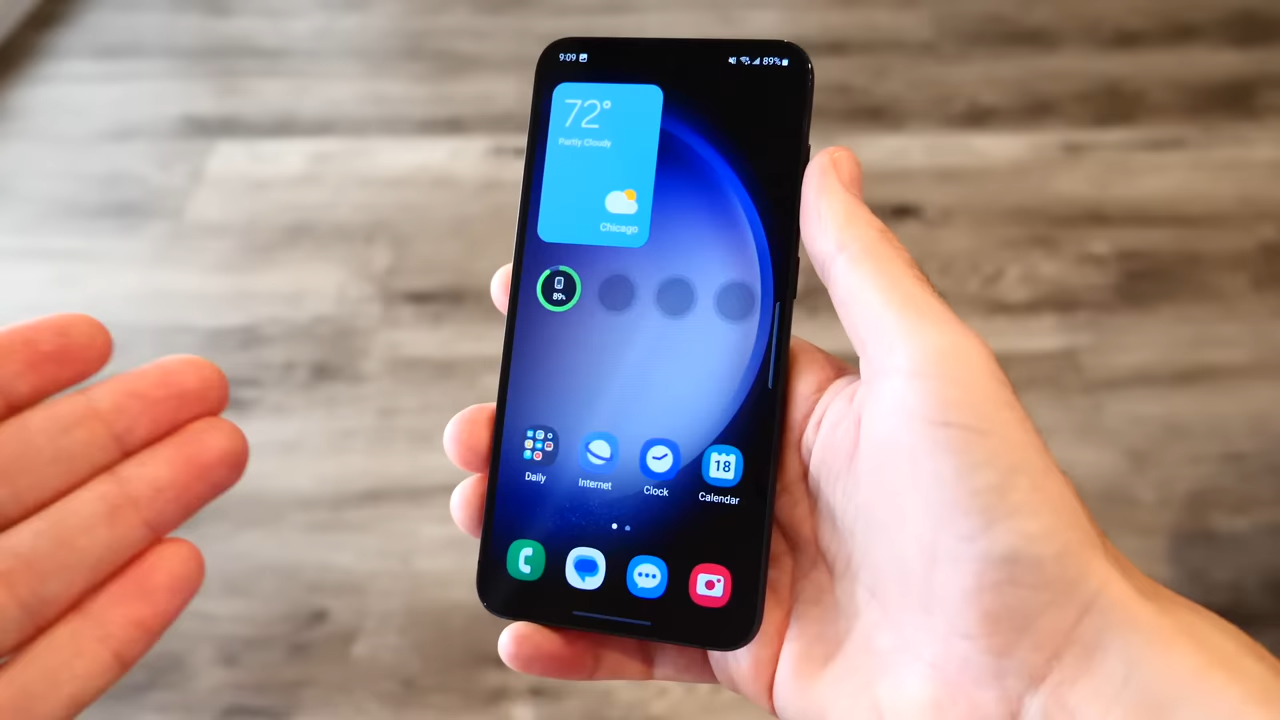 9:09
89%
72°
Partly Cloudy
Chicago
89%
18
Daily
Internet
Clock
Calendar